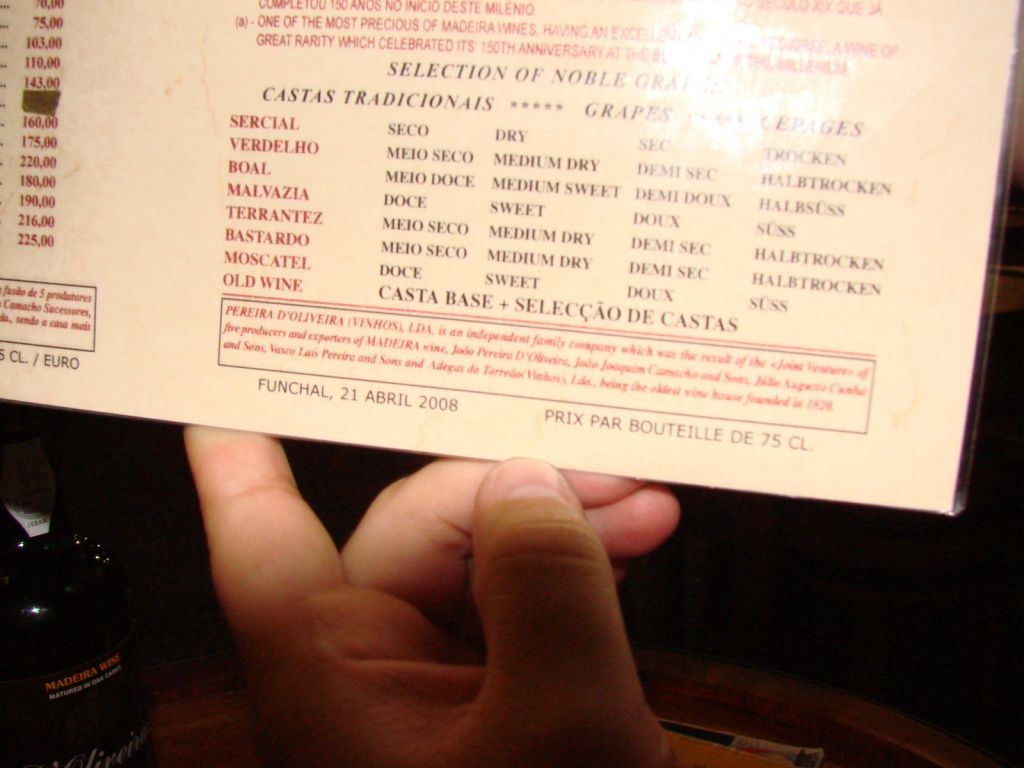 70,00
75,00
103,00
110,00
143,00
160,00
175,00
220,00
180,00
190,00
216,00
225,00
fusão de 5 produtores
Camacho Sucessores,
da., sendo a casa mais
CL. / EURO
COMPLETOU 150 ANOS NO INÍCIO DESTE MILÉNIO. SÉCULO XIX QUE JÁ
(a) - ONE OF THE MOST PRECIOUS OF MADEIRA WINES, HAVING AN A WINE OF
GREAT RARITY WHICH CELEBRATED ITS 150TH ANNIVERSARY AT THE
SELECTION OF NOBLE
CASTAS TRADICIONAIS ***** GRAPES CEPAGES
SERCIAL SECO DRY SEC TROCKEN
VERDELHO MEIO SECO MEDIUM DRY DEMI SEC HALBTROCKEN
BOAL MEIO DOCE MEDIUM SWEET DEMI DOUX HALBSÜSS
MALVAZIA DOCE SWEET DOUX SÜSS
TERRANTEZ MEIO SECO MEDIUM DRY DEMI SEC HALBTROCKEN
BASTARDO MEIO SECO MEDIUM DRY DEMI SEC HALBTROCKEN
MOSCATEL DOCE SWEET DOUX SÜSS
OLD WINE CASTA BASE + SELECÇÃO DE CASTAS
PEREIRA D'OLIVEIRA (VINHOS), LDA. is an independent family company which was the result of the «Joint Venture» of
five producers and exporters of MADEIRA wine, João Pereira D'Oliveira, João Joaquim Camacho and Sons, Júlio Augusto Cunha
and Sons, Vasco Luís Pereira and Sons and Adegas do Torreão(Vinhos), Lda., being the oldest wine house founded in 1820.
FUNCHAL, 21 ABRIL 2008
PRIX PAR BOUTEILLE DE 75 CL.
MADEIRA WINE
MATURED IN OAK CASKS
D'Oliveira